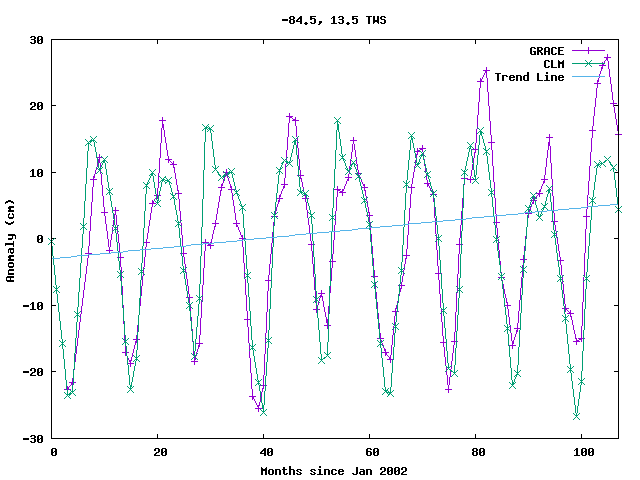 -84.5, 13.5 TWS
30
GRACE
CLM
Trend Line
20
10
0
-10
-20
-30
Anomaly (cm)
0 20 40 60 80 100
Months since Jan 2002